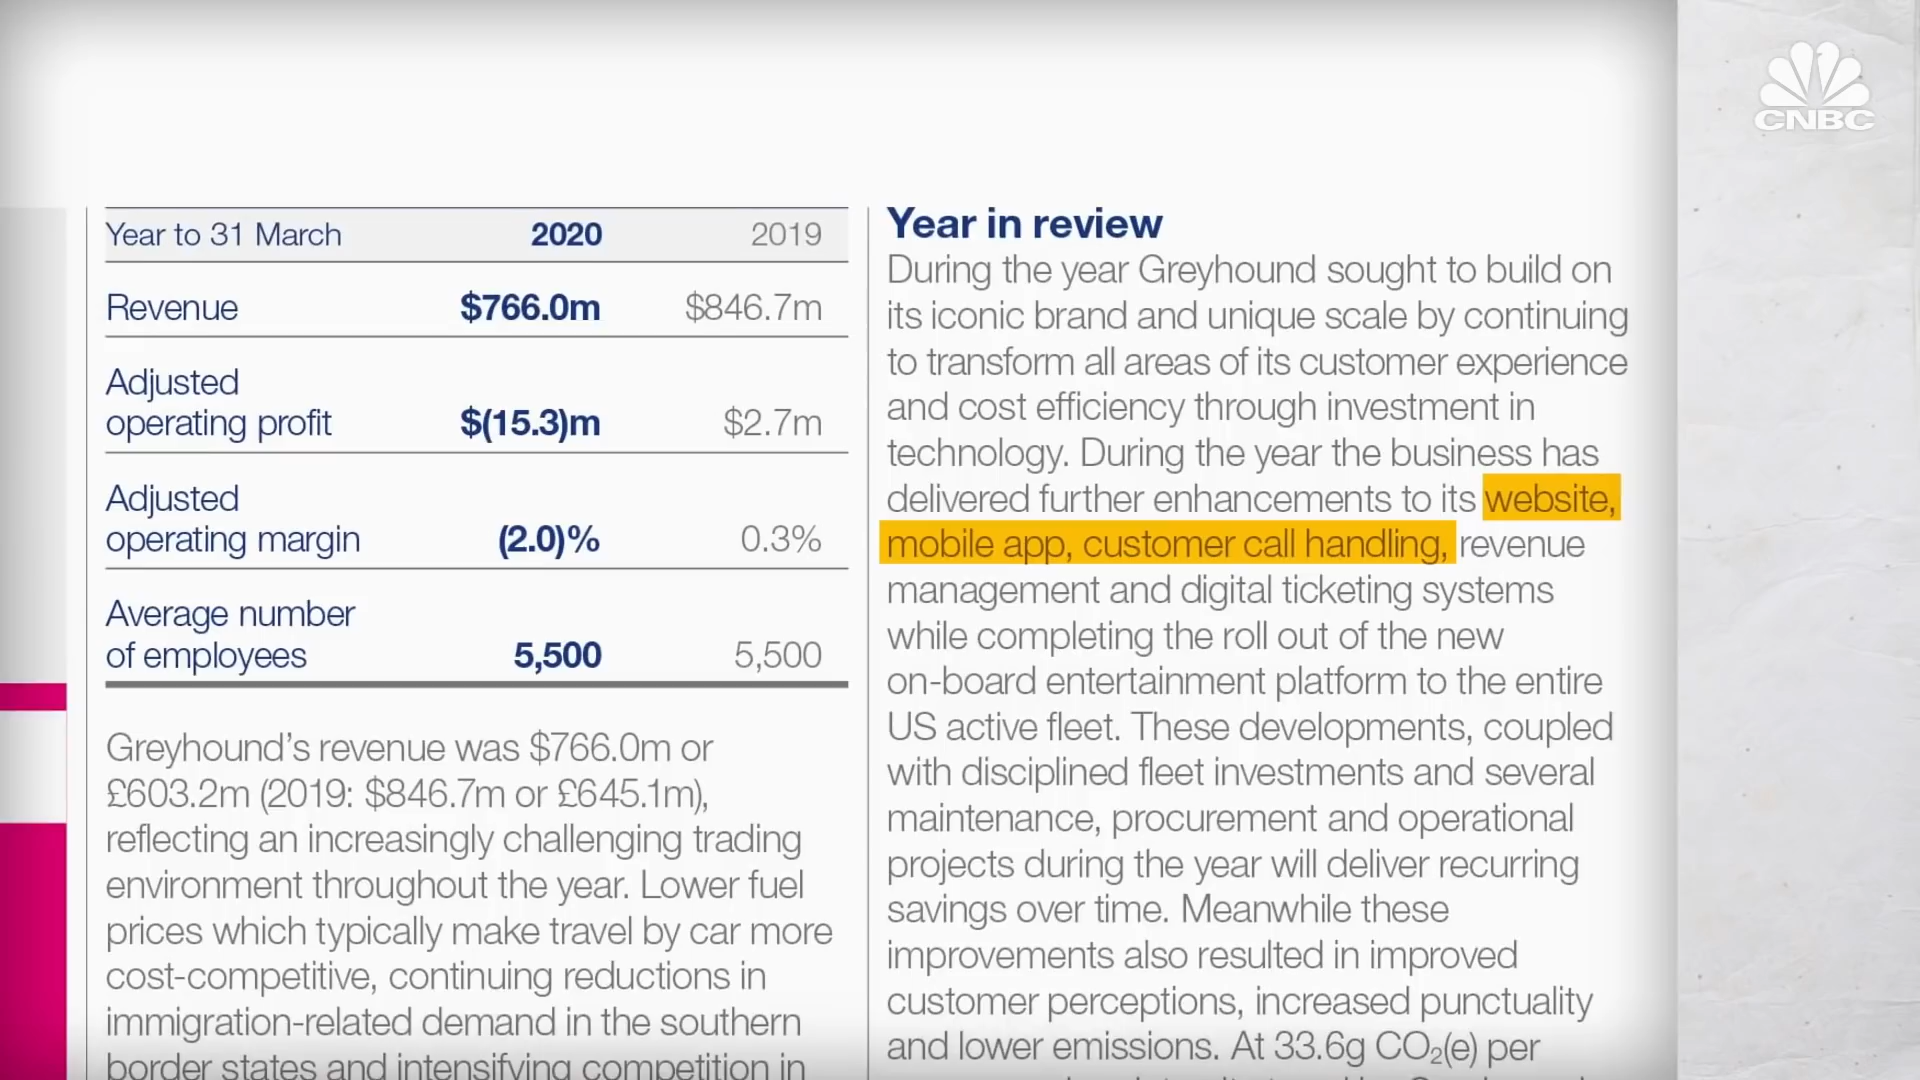 CNBC
Year to 31 March 2020 2019
Revenue $766.0m $846.7m
Adjusted
operating profit $(15.3)m $2.7m
Adjusted
operating margin (2.0)% 0.3%
Average number
of employees 5,500 5,500
Greyhound’s revenue was $766.0m or
£603.2m (2019: $846.7m or £645.1m),
reflecting an increasingly challenging trading
environment throughout the year. Lower fuel
prices which typically make travel by car more
cost-competitive, continuing reductions in
immigration-related demand in the southern
border states and intensifying competition in
Year in review
During the year Greyhound sought to build on
its iconic brand and unique scale by continuing
to transform all areas of its customer experience
and cost efficiency through investment in
technology. During the year the business has
delivered further enhancements to its website,
mobile app, customer call handling, revenue
management and digital ticketing systems
while completing the roll out of the new
on-board entertainment platform to the entire
US active fleet. These developments, coupled
with disciplined fleet investments and several
maintenance, procurement and operational
projects during the year will deliver recurring
savings over time. Meanwhile these
improvements also resulted in improved
customer perceptions, increased punctuality
and lower emissions. At 33.6g CO₂(e) per